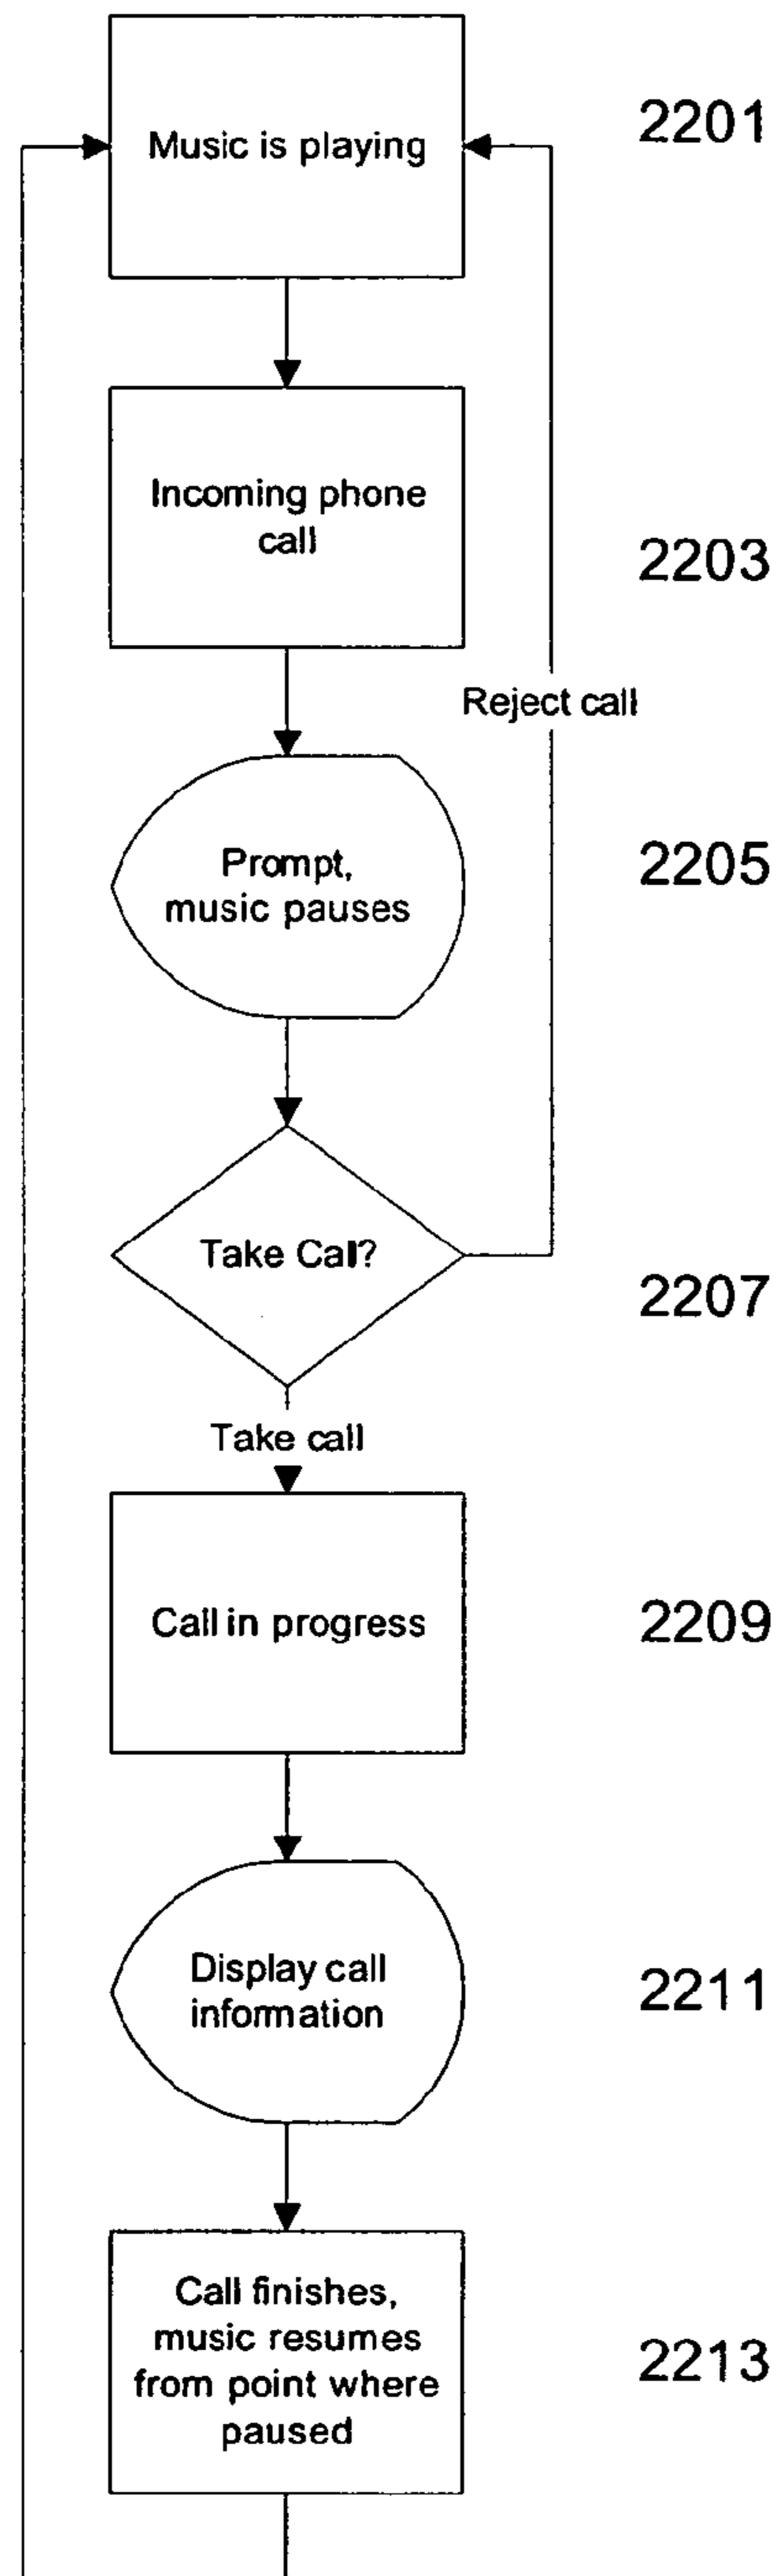 Music is playing
2201
Incoming phone
call
2203
Reject call
Prompt,
music pauses
2205
Take Call?
2207
Take call
Call in progress
2209
Display call
information
2211
Call finishes,
music resumes
from point where
paused
2213